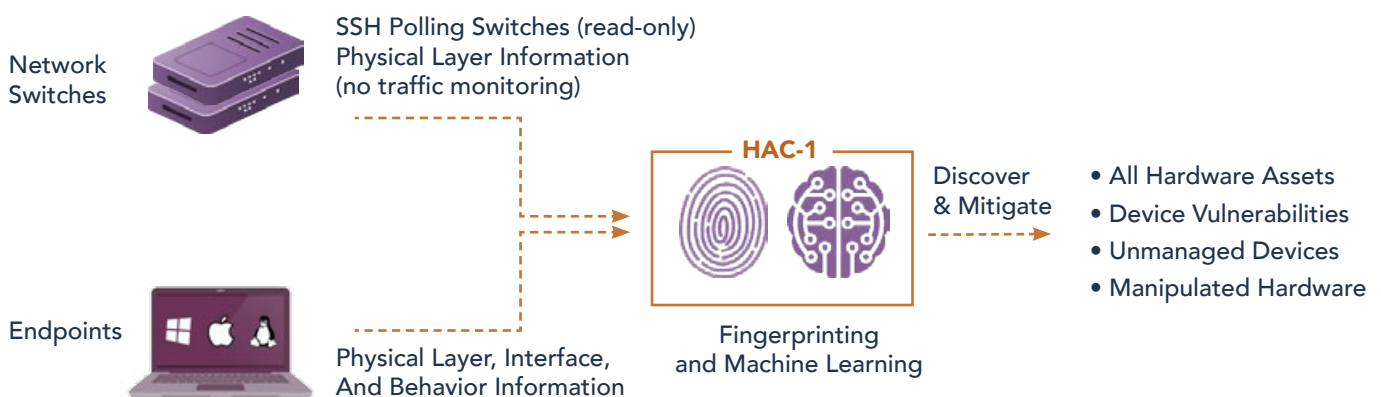 Network
Switches
SSH Polling Switches (read-only)
Physical Layer Information
(no traffic monitoring)
HAC-1
Discover
& Mitigate
• All Hardware Assets
• Device Vulnerabilities
• Unmanaged Devices
• Manipulated Hardware
Fingerprinting
and Machine Learning
Endpoints
Physical Layer, Interface,
And Behavior Information